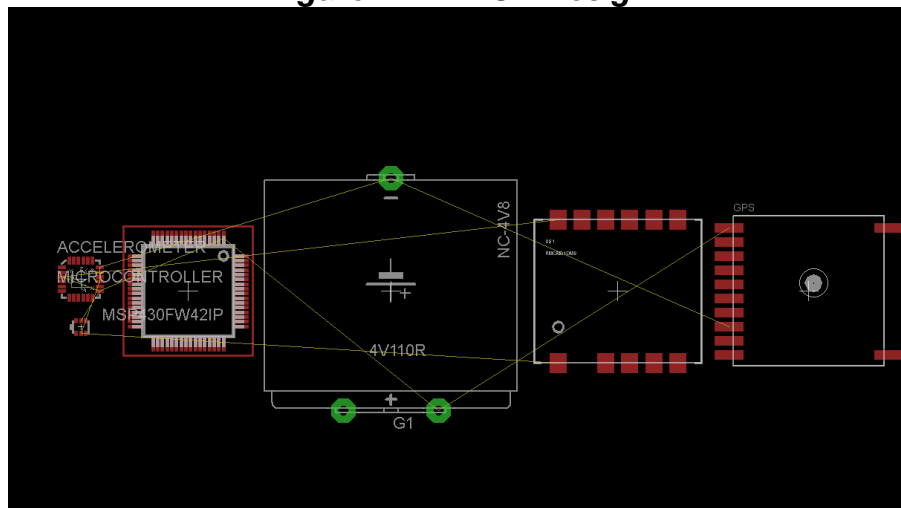 GPS
NC-4V8
ACCELEROMETER
MICROCONTROLLER
MSP430FW42IP
4V110R
G1